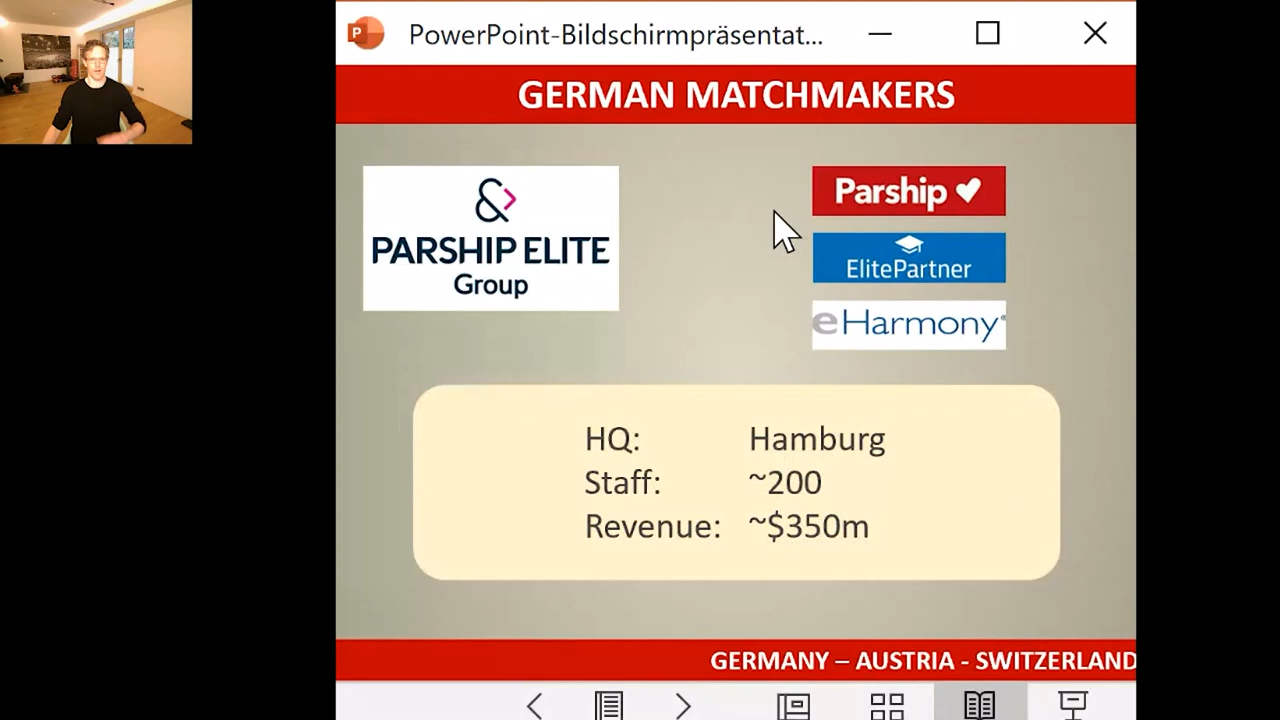 PowerPoint-Bildschirmpräsentat...
GERMAN MATCHMAKERS
PARSHIP ELITE
Group
Parship
ElitePartner
eHarmony®
HQ: Hamburg
Staff: ~200
Revenue: ~$350m
GERMANY – AUSTRIA - SWITZERLAND